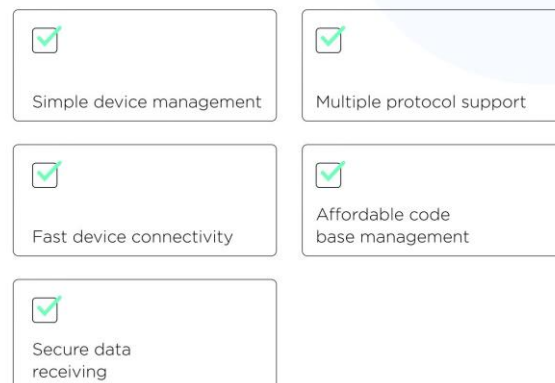 Simple device management
Multiple protocol support
Fast device connectivity
Affordable code
base management
Secure data
receiving